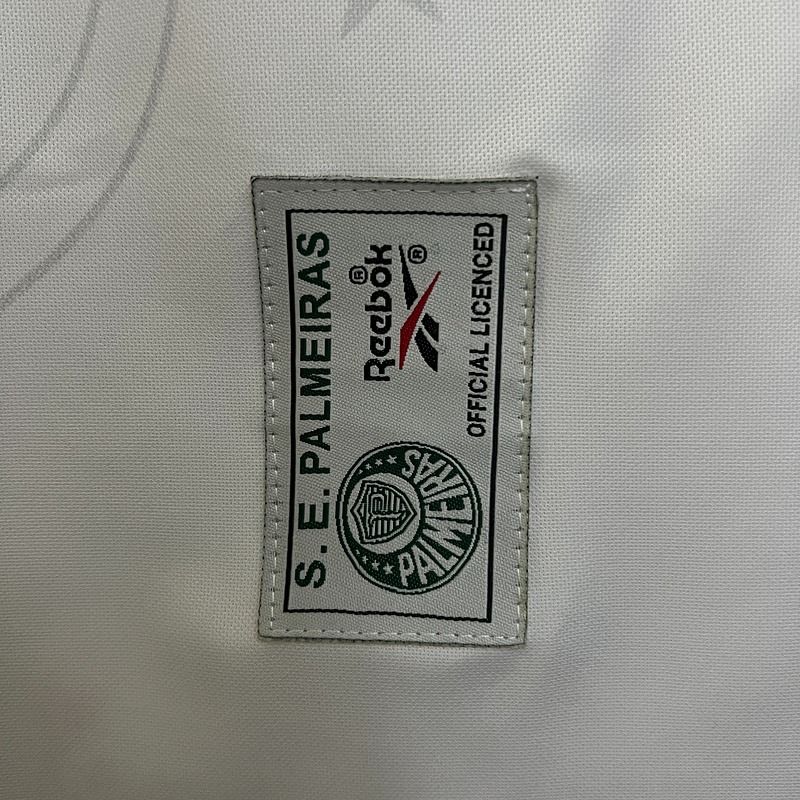 S. E. PALMEIRAS
PALMEIRAS
Reebok®
®
OFFICIAL LICENCED